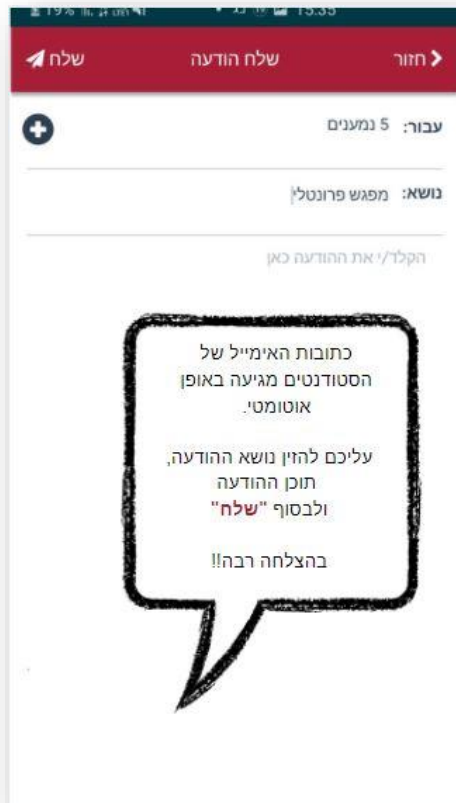 19%
15:35
חזור
שלח הודעה
שלח
עבור: 5 נמענים
נושא: מפגש פרונטלי
הקלד/י את ההודעה כאן
כתובות האימייל של
הסטודנטים מגיעה באופן
אוטומטי.
עליכם להזין נושא ההודעה,
תוכן ההודעה
ולבסוף "שלח"
בהצלחה רבה!!